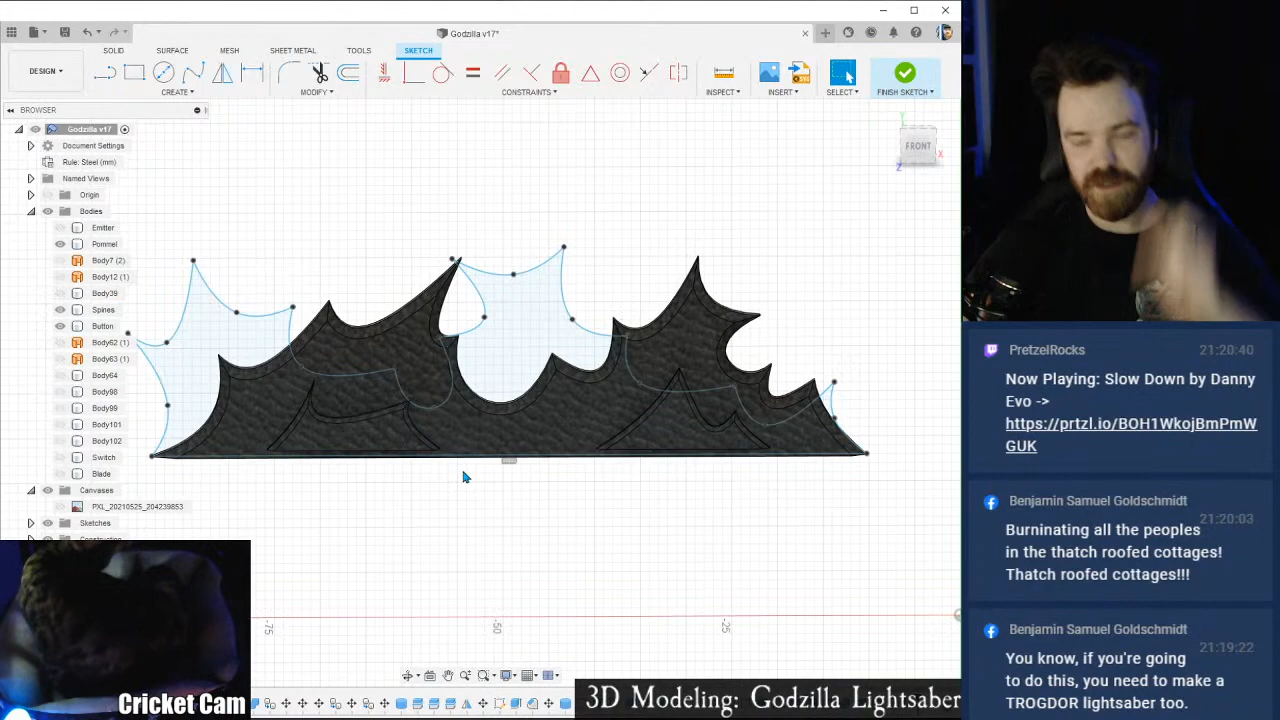 Godzilla v17*
DESIGN
SOLID SURFACE MESH SHEET METAL TOOLS SKETCH
CREATE MODIFY CONSTRAINTS INSPECT INSERT SELECT FINISH SKETCH
BROWSER
Godzilla v17
Document Settings
Rule: Steel (mm)
Named Views
Origin
Bodies
Emitter
Pommel
Body7 (2)
Body12 (1)
Body39
Spines
Button
Body62 (1)
Body63 (1)
Body64
Body98
Body99
Body101
Body102
Switch
Blade
Canvases
PXL_20210525_204239853
Sketches
FRONT
Y
X
Z
-75
-50
-25
Cricket Cam
3D Modeling: Godzilla Lightsaber
PretzelRocks 21:20:40
Now Playing: Slow Down by Danny
Evo ->
https://prtzl.io/BOH1WkojBmPmW
GUK
Benjamin Samuel Goldschmidt
21:20:03
Burninating all the peoples
in the thatch roofed cottages!
Thatch roofed cottages!!!
Benjamin Samuel Goldschmidt
21:19:22
You know, if you're going
to do this, you need to make a
TROGDOR lightsaber too.